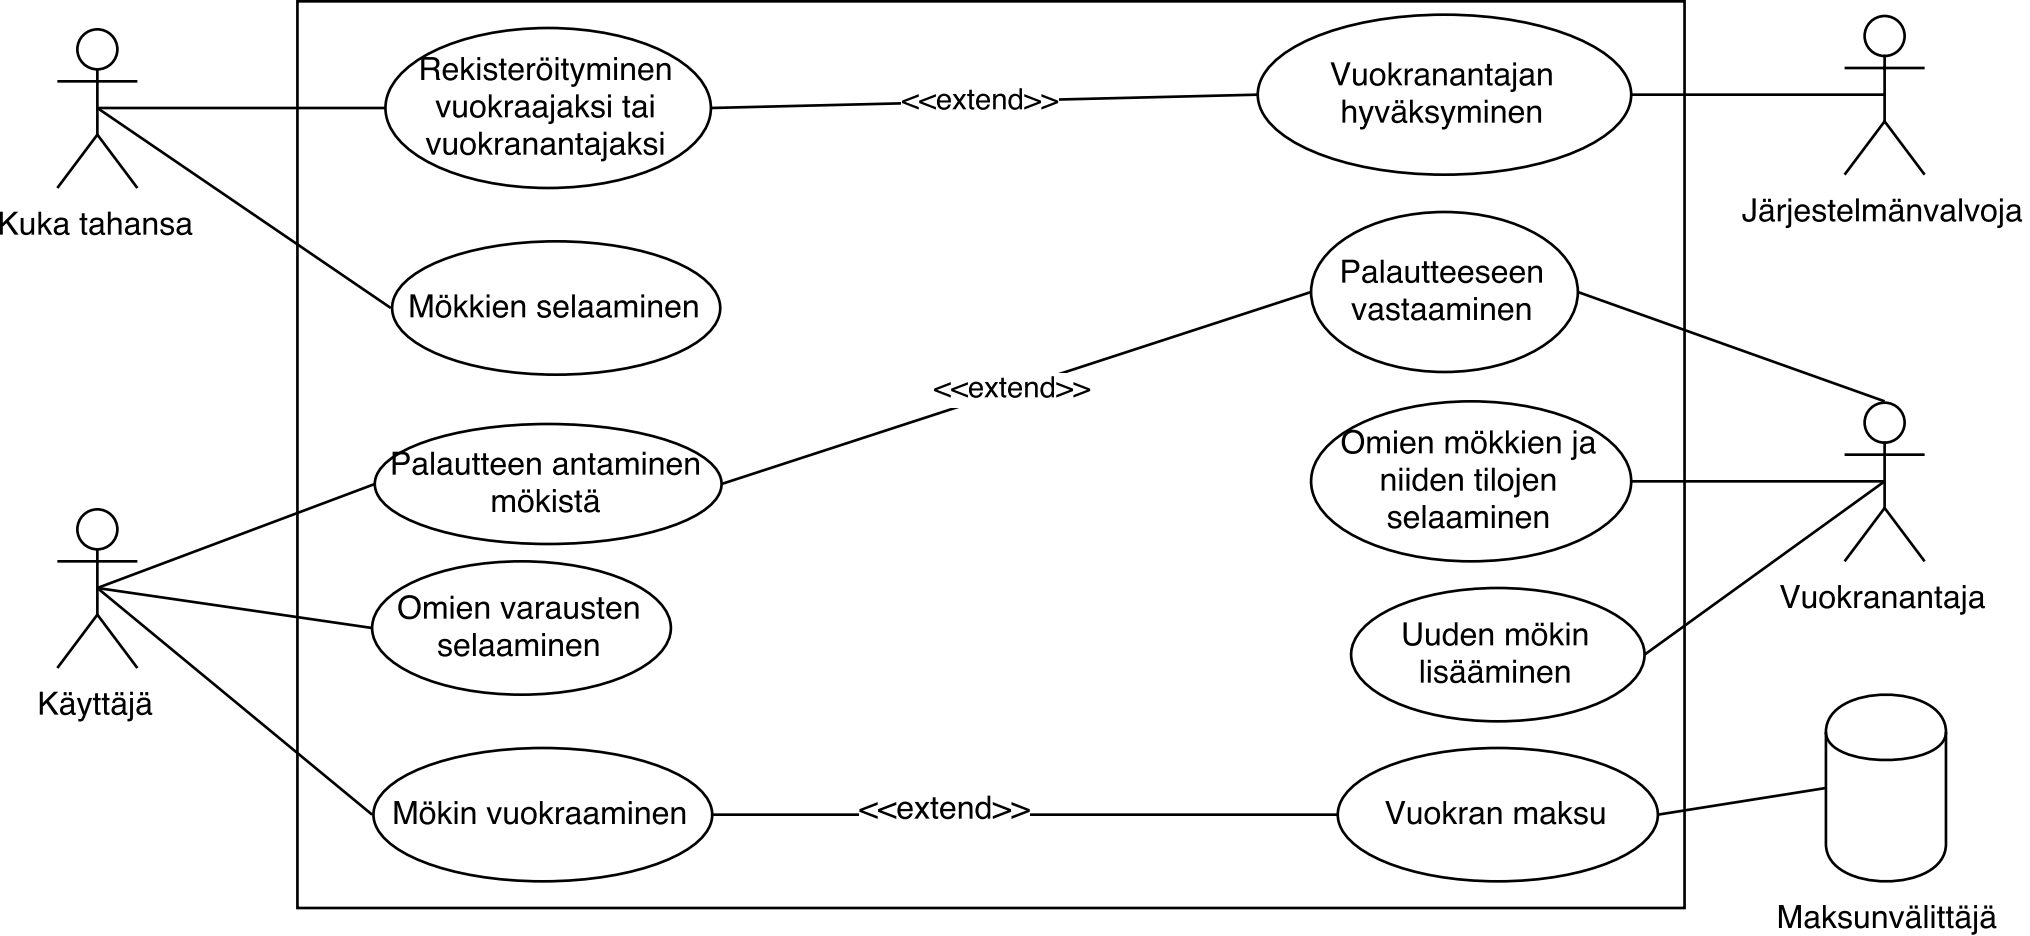 Rekisteröityminen
vuokraajaksi tai
vuokranantajaksi
<<extend>>
Vuokranantajan
hyväksyminen
Kuka tahansa
Järjestelmänvalvoja
Mökkien selaaminen
Palautteeseen
vastaaminen
<<extend>>
Palautteen antaminen
mökistä
Omien mökkien ja
niiden tilojen
selaaminen
Vuokranantaja
Omien varausten
selaaminen
Uuden mökin
lisääminen
Käyttäjä
Mökin vuokraaminen
<<extend>>
Vuokran maksu
Maksunvälittäjä